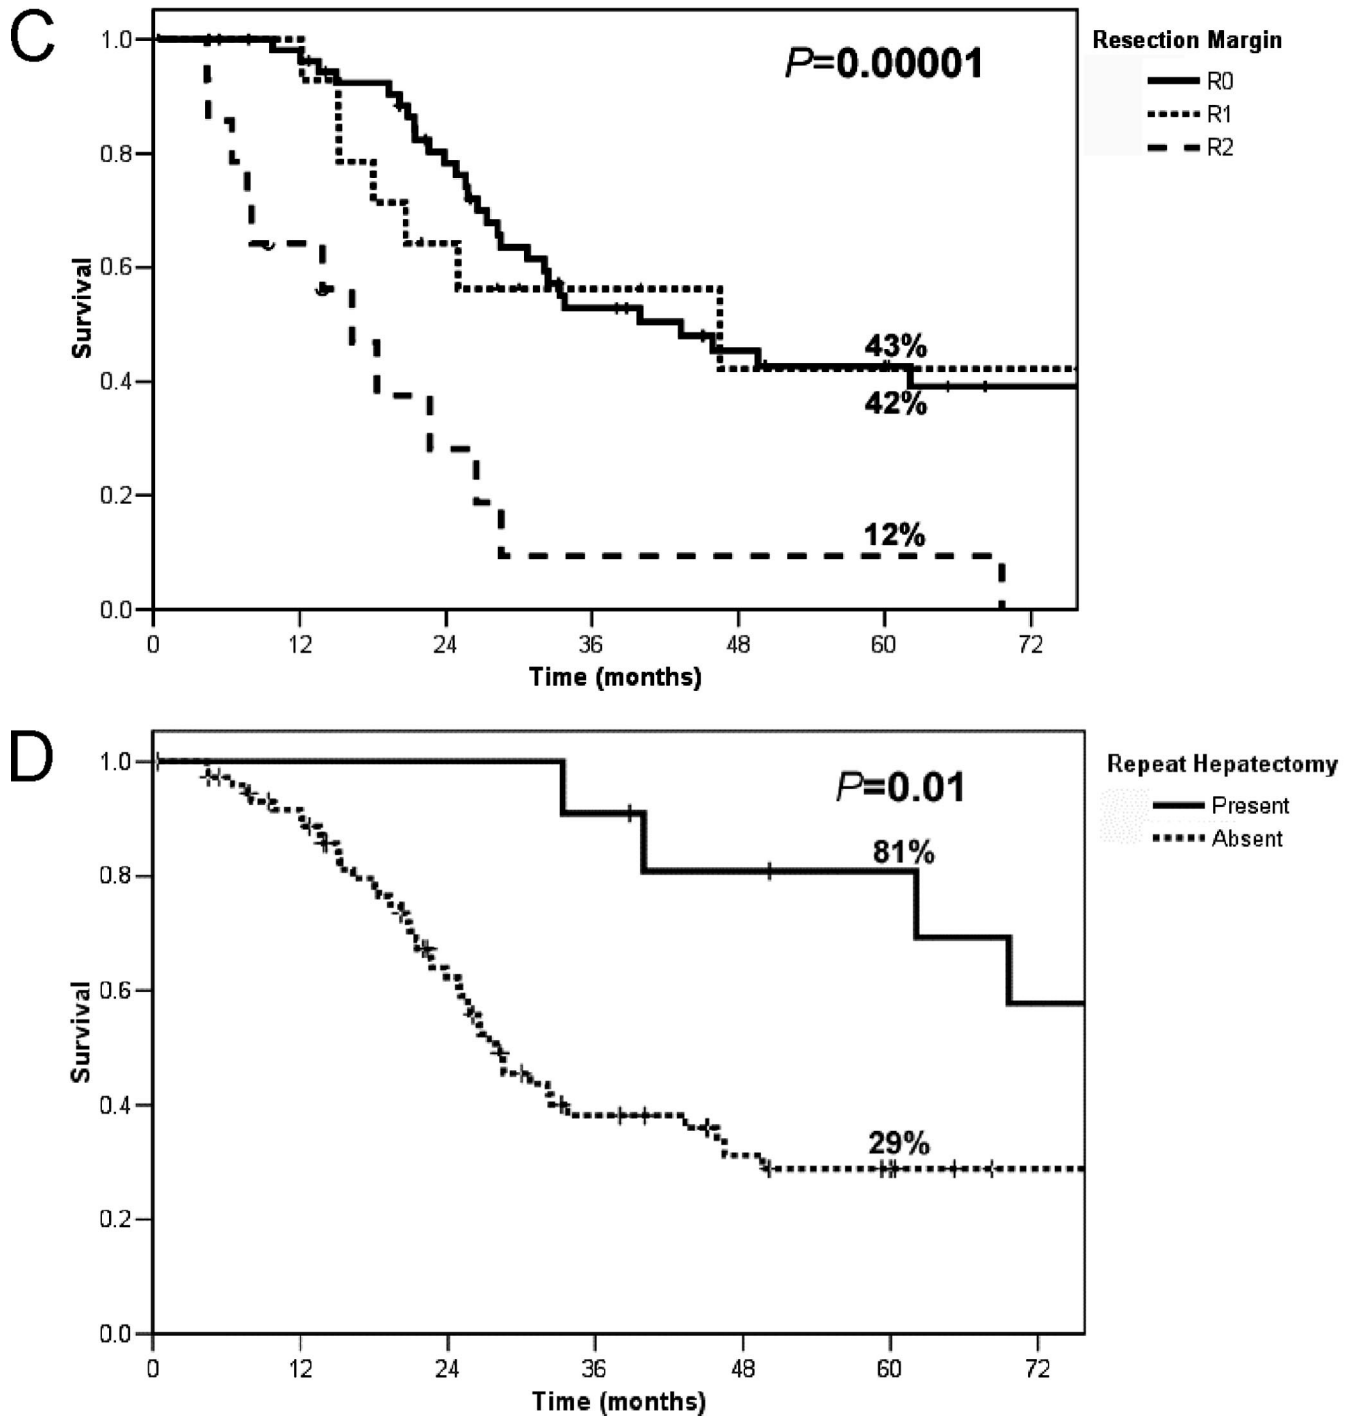 C
P=0.00001
Resection Margin
R0
R1
R2
1.0
0.8
0.6
0.4
0.2
0.0
Survival
43%
42%
12%
0 12 24 36 48 60 72
Time (months)
D
P=0.01
Repeat Hepatectomy
Present
Absent
1.0
0.8
0.6
0.4
0.2
0.0
Survival
81%
29%
0 12 24 36 48 60 72
Time (months)